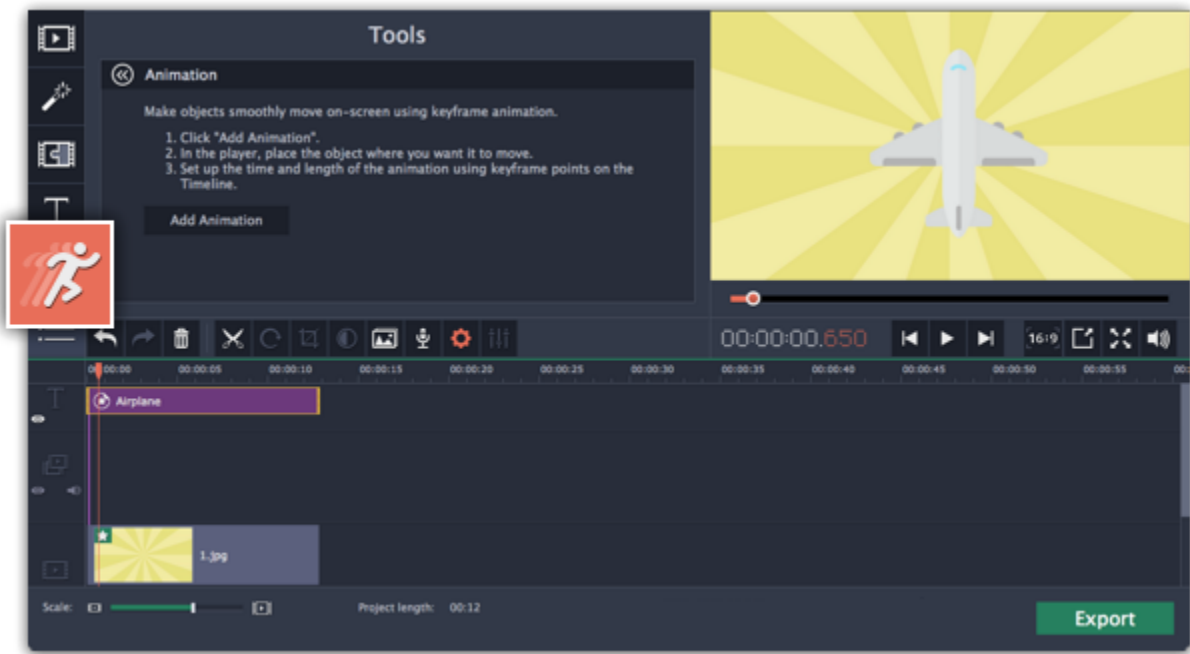 Tools
Animation
Make objects smoothly move on-screen using keyframe animation.
1. Click "Add Animation".
2. In the player, place the object where you want it to move.
3. Set up the time and length of the animation using keyframe points on the
Timeline.
Add Animation
00:00:00.650
16:9
00:00:00 00:00:05 00:00:10 00:00:15 00:00:20 00:00:25 00:00:30 00:00:35 00:00:40 00:00:45 00:00:50 00:00:55
T
Airplane
1.jpg
Scale:
Project length: 00:12
Export